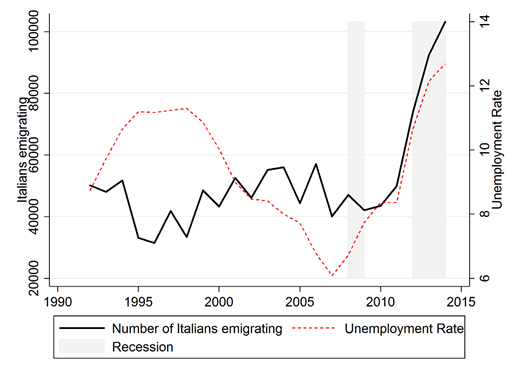 Italians emigrating
100000
80000
60000
40000
20000
14
12
10
8
6
Unemployment Rate
1990 1995 2000 2005 2010 2015
Number of Italians emigrating Unemployment Rate
Recession